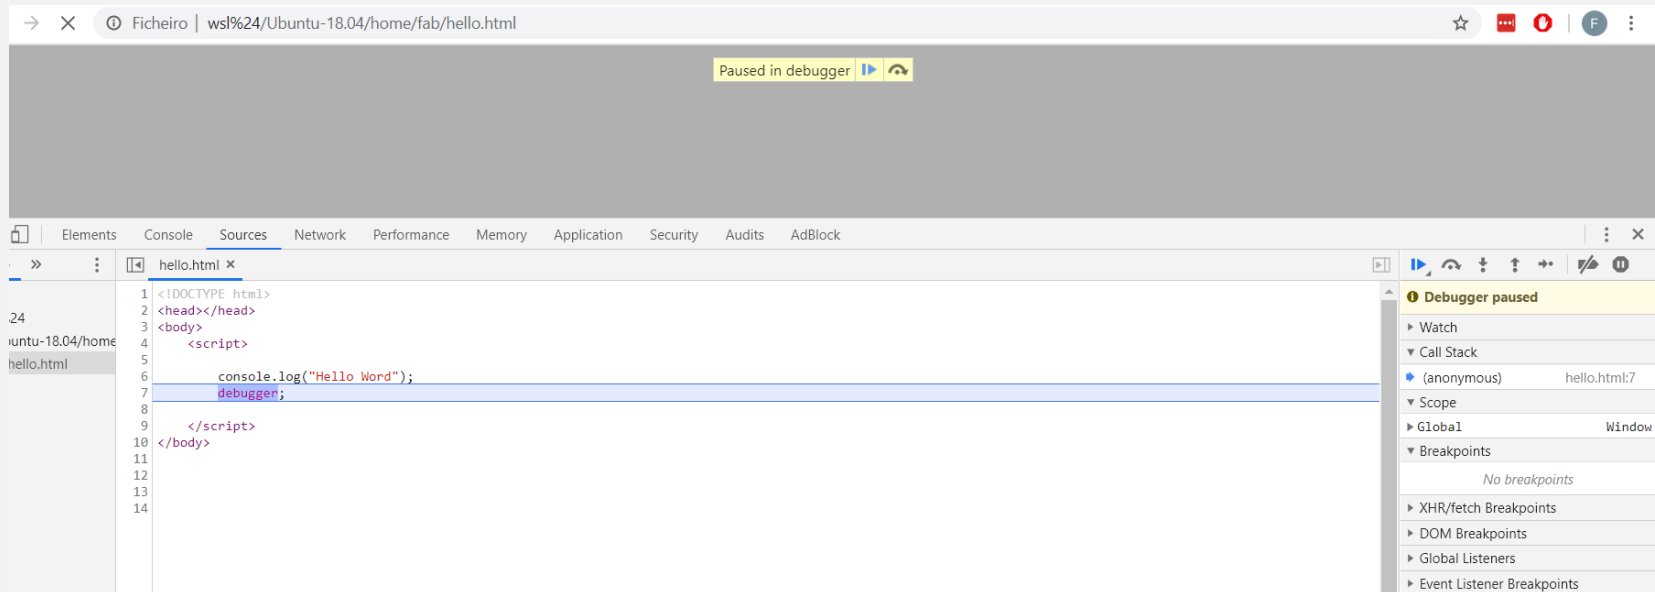 Ficheiro | wsl%24/Ubuntu-18.04/home/fab/hello.html
F
Paused in debugger
Elements Console Sources Network Performance Memory Application Security Audits AdBlock
hello.html
%24
ountu-18.04/home
hello.html
1 <!DOCTYPE html>
2 <head></head>
3 <body>
4 <script>
5
6 console.log("Hello Word");
7 debugger;
8
9 </script>
10 </body>
11
12
13
14
Debugger paused
Watch
Call Stack
(anonymous) hello.html:7
Scope
Global Window
Breakpoints
No breakpoints
XHR/fetch Breakpoints
DOM Breakpoints
Global Listeners
Event Listener Breakpoints